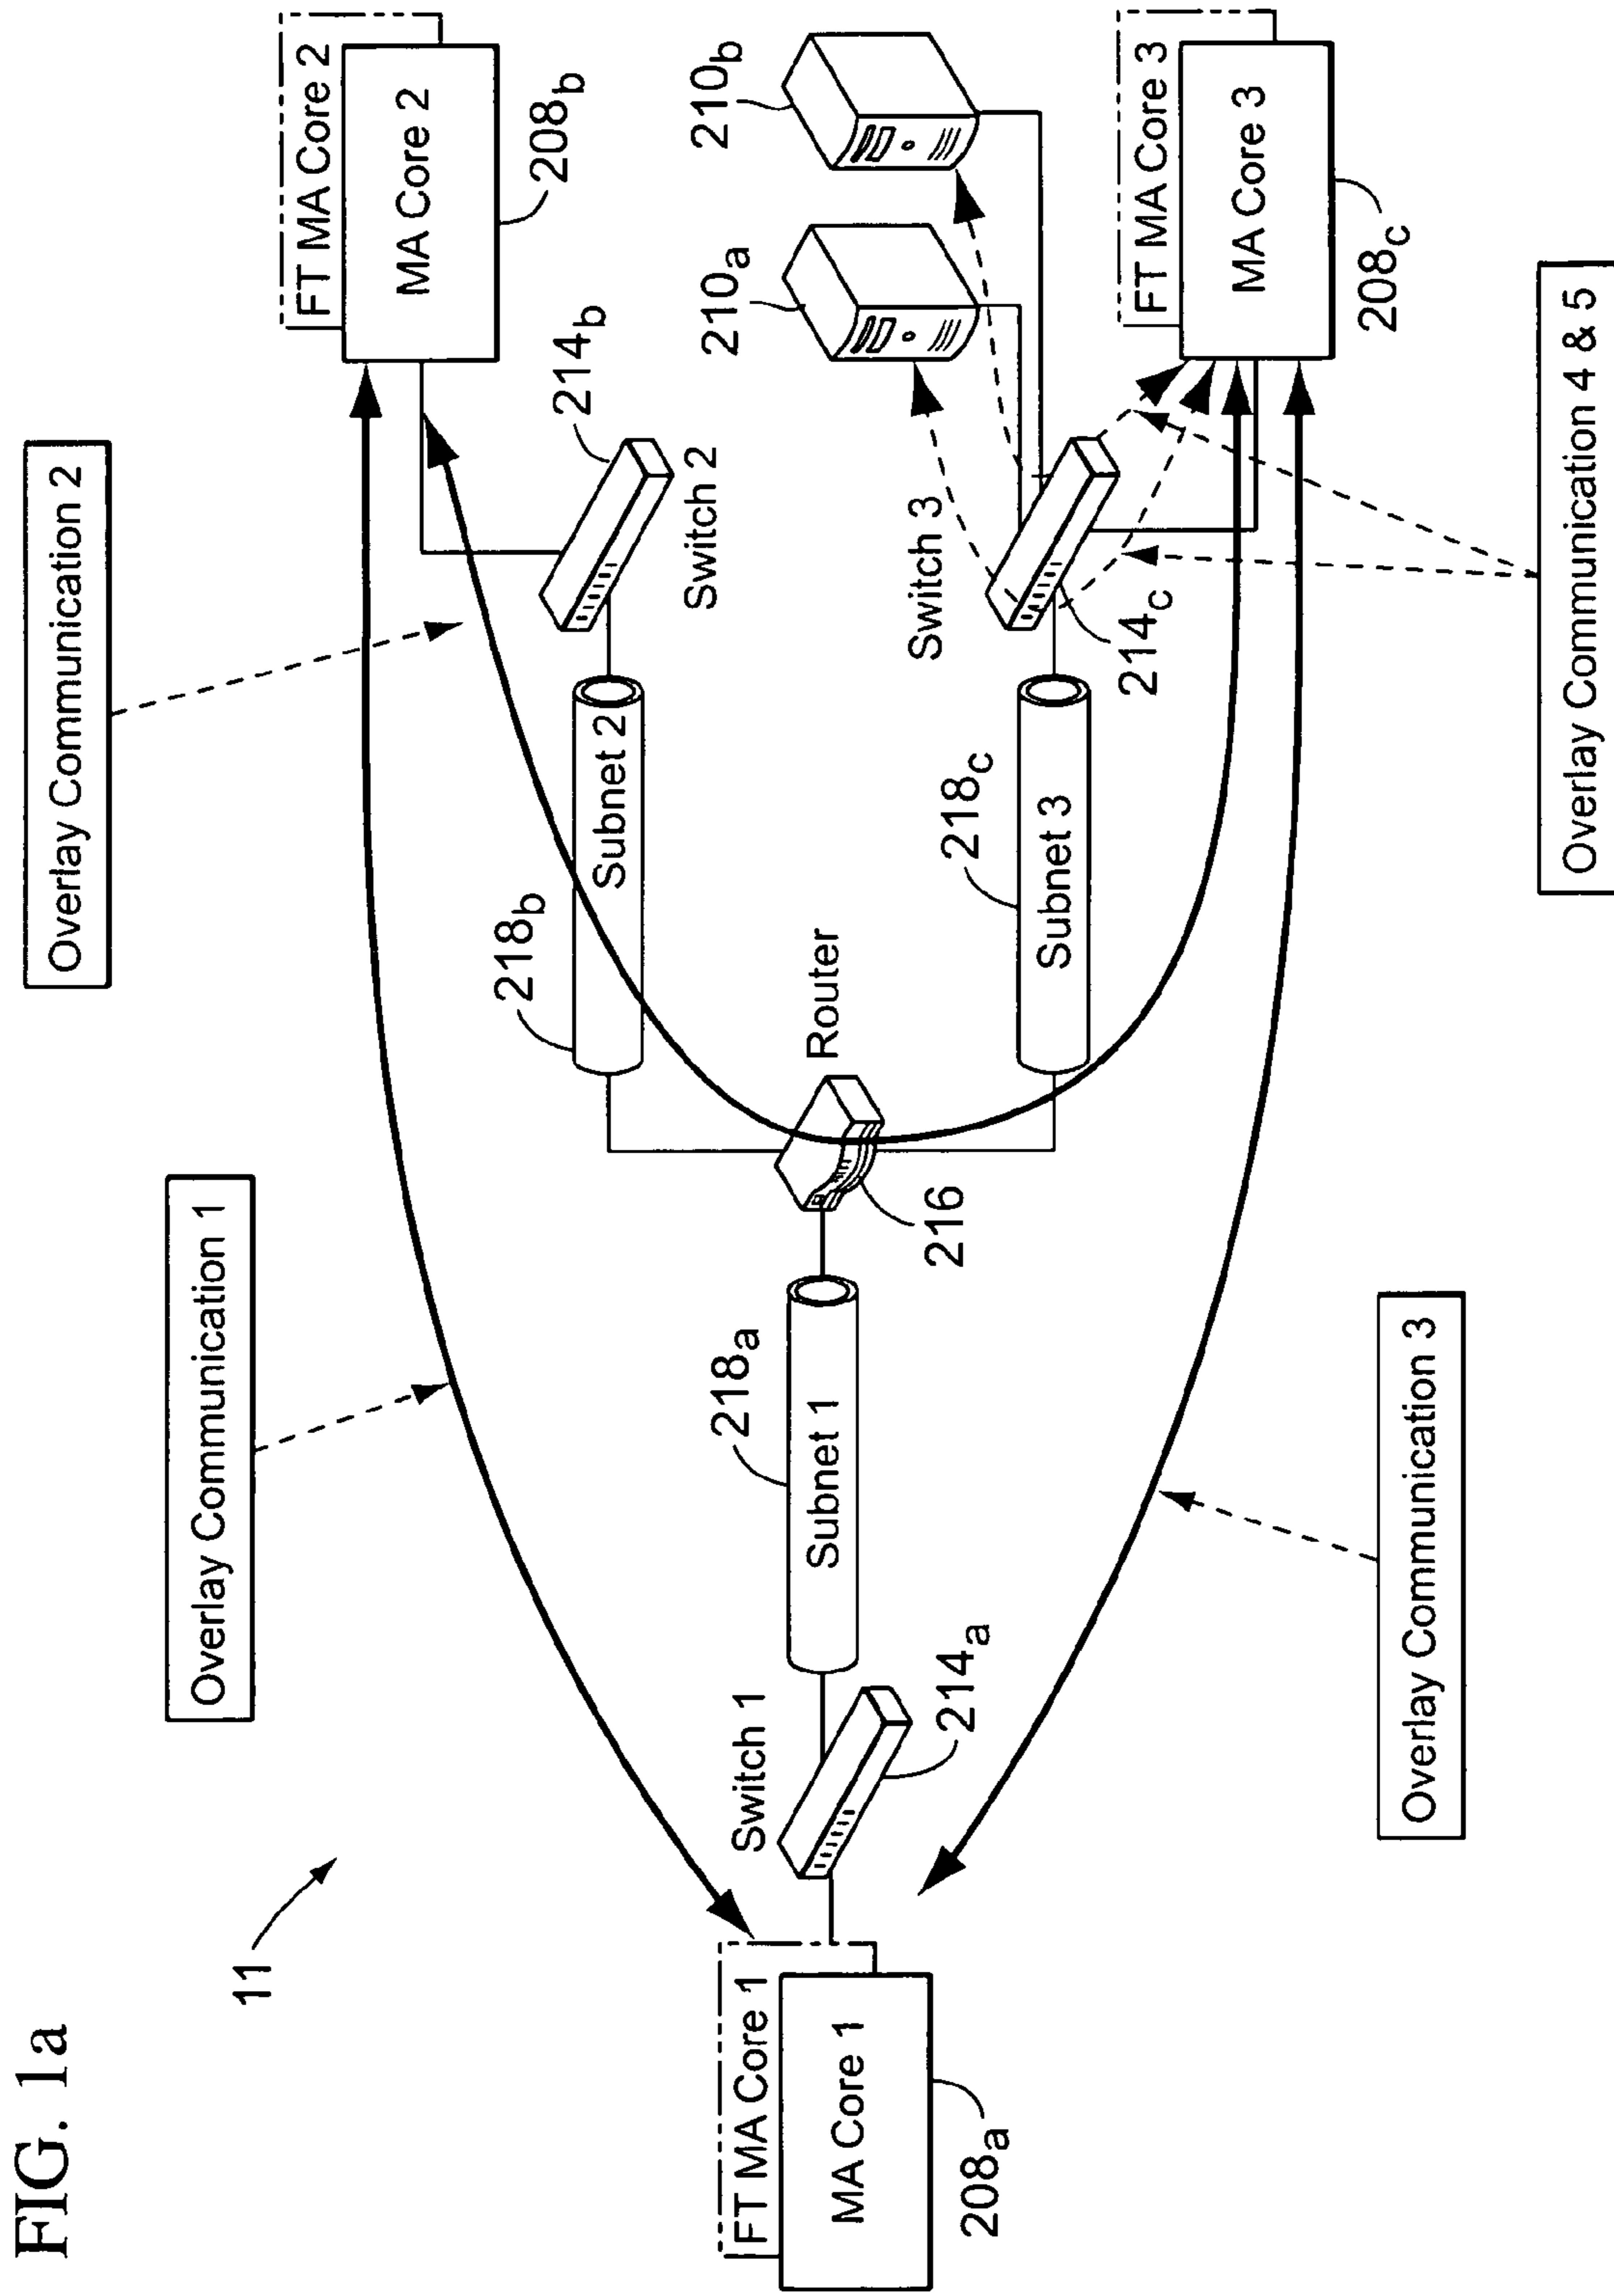 FIG. 1a
11
Overlay Communication 1
Overlay Communication 2
FT MA Core 2
MA Core 2
208b
214b
Switch 2
218b
Subnet 2
FT MA Core 1
MA Core 1
208a
Switch 1
214a
218a
Subnet 1
Router
216
Switch 3
214c
218c
Subnet 3
210a
210b
FT MA Core 3
MA Core 3
208c
Overlay Communication 3
Overlay Communication 4 & 5